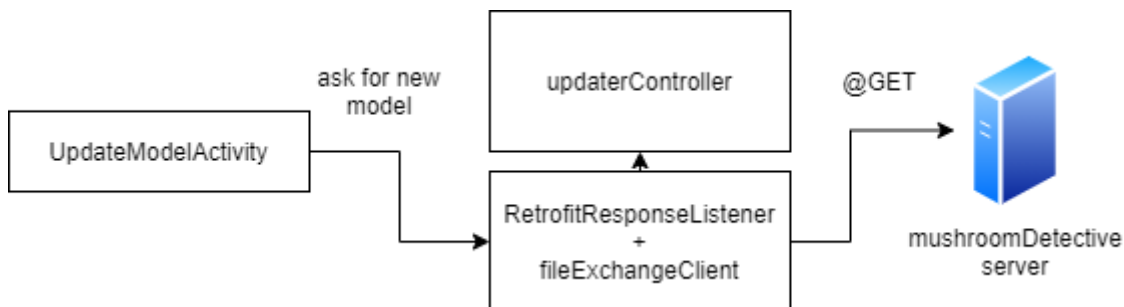 ask for new
model
updaterController
@GET
UpdateModelActivity
RetrofitResponseListener
+
fileExchangeClient
mushroomDetective
server